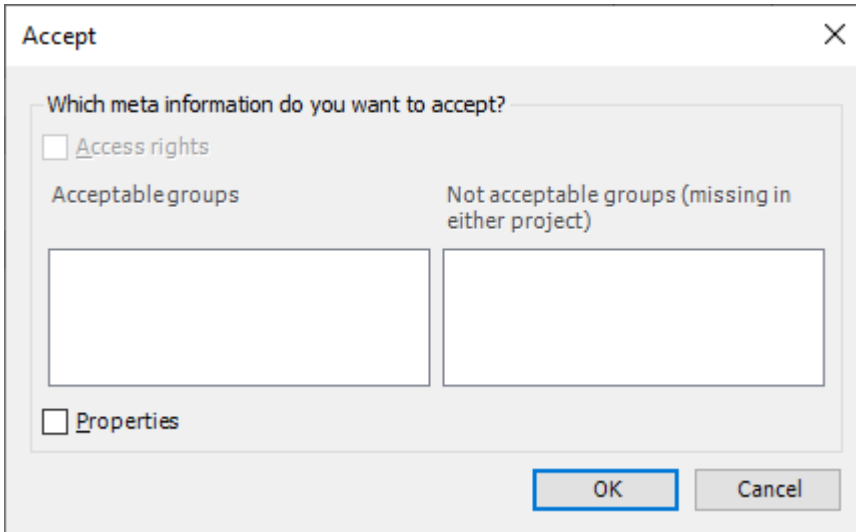 Accept
Which meta information do you want to accept?
Access rights
Acceptable groups
Not acceptable groups (missing in
either project)
Properties
OK
Cancel